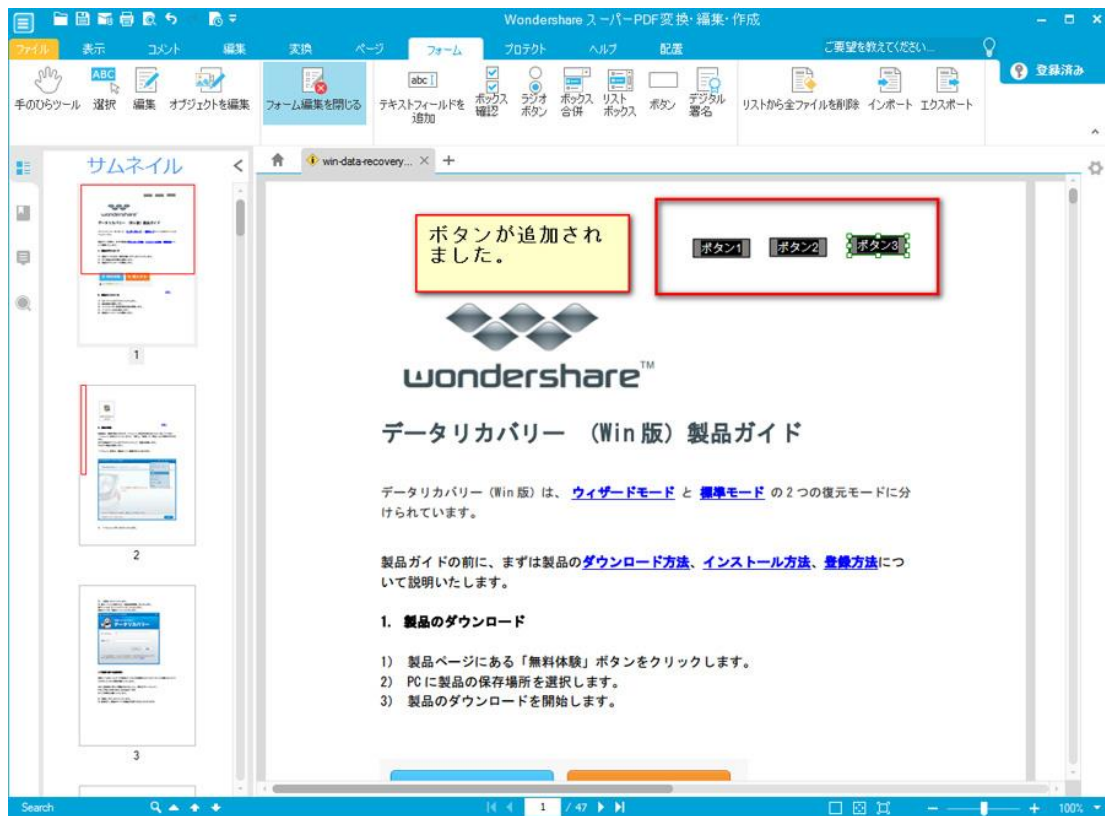 Wondershare スーパーPDF変換・編集・作成
ファイル 表示 コメント 編集 変換 ページ フォーム プロテクト ヘルプ 配置 ご要望を教えてください...
登録済み
手のひらツール 選択 編集 オブジェクトを編集 フォーム編集を閉じる テキストフィールドを追加 ボックス確認 ラジオボタン ボックス合併 リストボックス ボタン デジタル署名 リストから全ファイルを削除 インポート エクスポート
サムネイル
win-data-recovery...
1
2
3
ボタンが追加され
ました。
ボタン1 ボタン2 ボタン3
wondershare™
データリカバリー （Win版）製品ガイド
データリカバリー（Win版）は、 ウィザードモード と 標準モード の２つの復元モードに分
けられています。
製品ガイドの前に、まずは製品のダウンロード方法、インストール方法、登録方法につ
いて説明いたします。
1. 製品のダウンロード
1) 製品ページにある「無料体験」ボタンをクリックします。
2) PCに製品の保存場所を選択します。
3) 製品のダウンロードを開始します。
Search
1 / 47
100%